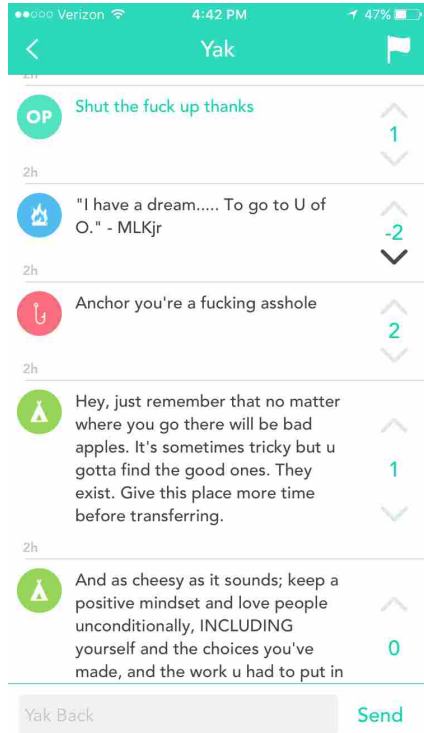 Verizon 4:42 PM 47%
Yak
2h
OP Shut the fuck up thanks
1
2h
"I have a dream..... To go to U of
O." - MLKjr
-2
2h
Anchor you're a fucking asshole
2
2h
Hey, just remember that no matter
where you go there will be bad
apples. It's sometimes tricky but u
gotta find the good ones. They
exist. Give this place more time
before transferring.
1
2h
And as cheesy as it sounds; keep a
positive mindset and love people
unconditionally, INCLUDING
yourself and the choices you've
made, and the work u had to put in
0
Yak Back Send